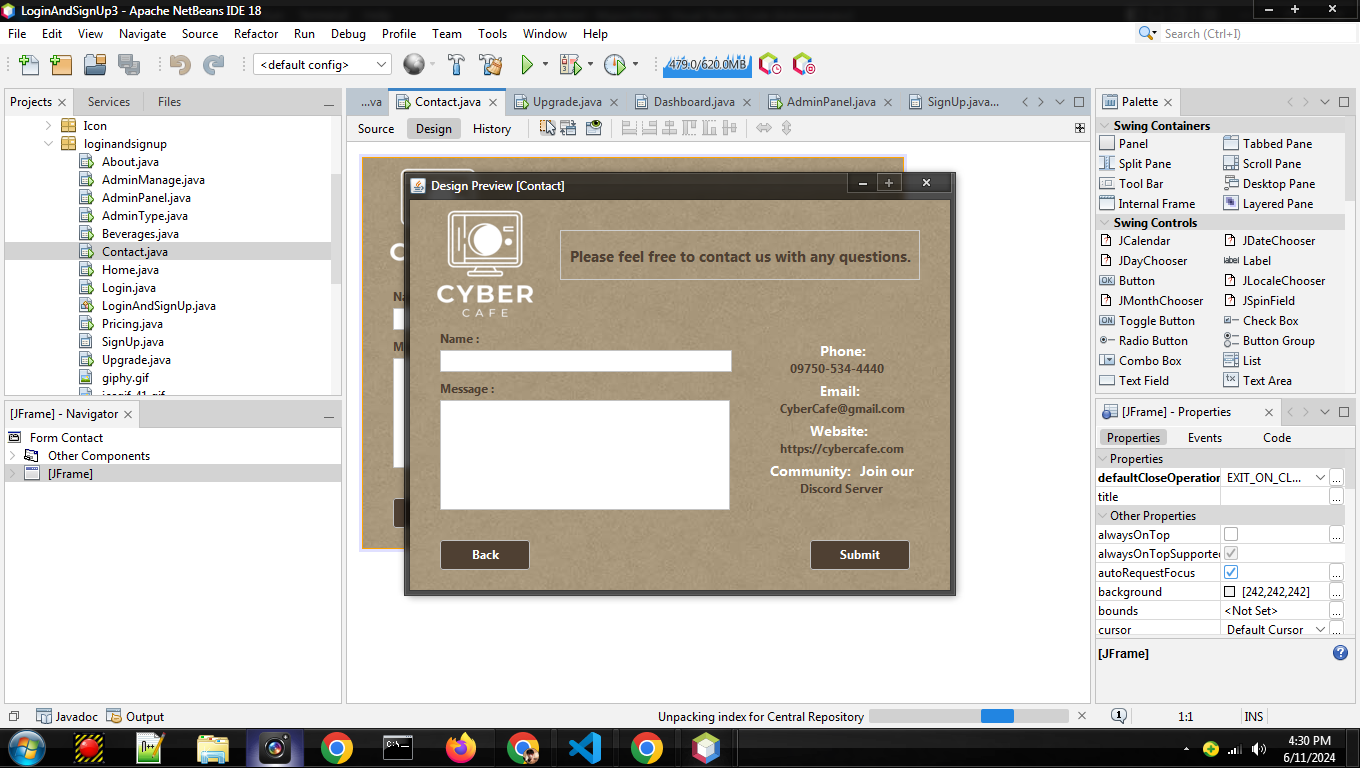 LoginAndSignUp3 - Apache NetBeans IDE 18
File Edit View Navigate Source Refactor Run Debug Profile Team Tools Window Help
Search (Ctrl+I)
<default config>
479.0/620.0MB
Projects
Services
Files
Icon
loginandsignup
About.java
AdminManage.java
AdminPanel.java
AdminType.java
Beverages.java
Contact.java
Home.java
Login.java
LoginAndSignUp.java
Pricing.java
SignUp.java
Upgrade.java
giphy.gif
[JFrame] - Navigator
Form Contact
Other Components
[JFrame]
...va
Contact.java
Upgrade.java
Dashboard.java
AdminPanel.java
SignUp.java...
Source
Design
History
Design Preview [Contact]
CYBER
CAFE
Please feel free to contact us with any questions.
Name :
Message :
Phone:
09750-534-4440
Email:
CyberCafe@gmail.com
Website:
https://cybercafe.com
Community: Join our
Discord Server
Back
Submit
Palette
Swing Containers
Panel
Tabbed Pane
Split Pane
Scroll Pane
Tool Bar
Desktop Pane
Internal Frame
Layered Pane
Swing Controls
JCalendar
JDateChooser
JDayChooser
Label
Button
JLocaleChooser
JMonthChooser
JSpinField
Toggle Button
Check Box
Radio Button
Button Group
Combo Box
List
Text Field
Text Area
[JFrame] - Properties
Properties
Events
Code
Properties
defaultCloseOperation
EXIT_ON_CL...
title
Other Properties
alwaysOnTop
alwaysOnTopSupported
autoRequestFocus
background
[242,242,242]
bounds
<Not Set>
cursor
Default Cursor
[JFrame]
Javadoc
Output
Unpacking index for Central Repository
1
1:1
INS
4:30 PM
6/11/2024